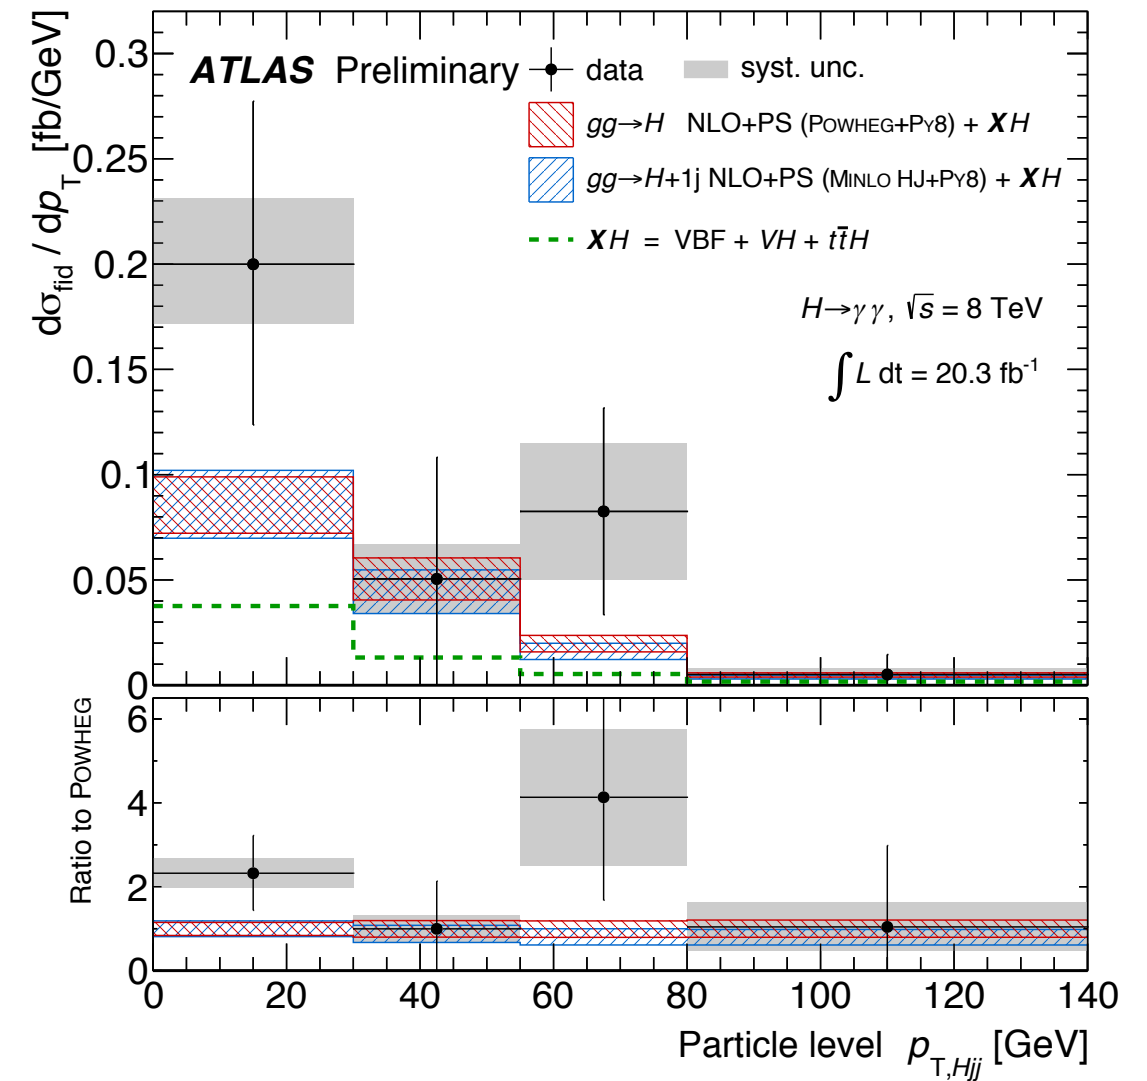 ATLAS Preliminary
data
syst. unc.
gg→H NLO+PS (POWHEG+PY8) + XH
gg→H+1j NLO+PS (MINLO HJ+PY8) + XH
XH = VBF + VH + tt̄H
H→γγ, √s = 8 TeV
∫L dt = 20.3 fb⁻¹
dσ_fid / dp_T [fb/GeV]
0.3
0.25
0.2
0.15
0.1
0.05
0
Ratio to POWHEG
6
4
2
0
0 20 40 60 80 100 120 140
Particle level p_T,Hjj [GeV]